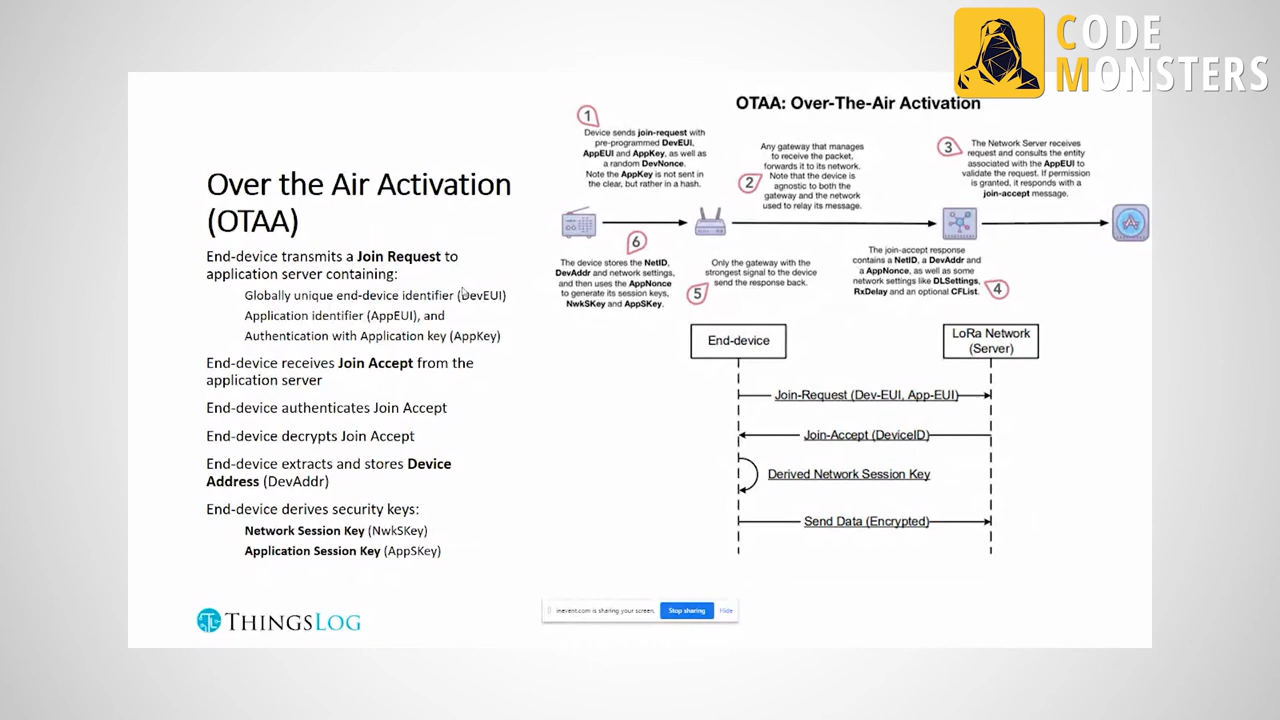 CODE
MONSTERS
Over the Air Activation
(OTAA)
End-device transmits a Join Request to
application server containing:
Globally unique end-device identifier (DevEUI)
Application identifier (AppEUI), and
Authentication with Application key (AppKey)
End-device receives Join Accept from the
application server
End-device authenticates Join Accept
End-device decrypts Join Accept
End-device extracts and stores Device
Address (DevAddr)
End-device derives security keys:
Network Session Key (NwkSKey)
Application Session Key (AppSKey)
THINGSLOG
OTAA: Over-The-Air Activation
1
Device sends join-request with
pre-programmed DevEUI,
AppEUI and AppKey, as well as
a random DevNonce.
Note the AppKey is not sent in
the clear, but rather in a hash.
2
Any gateway that manages
to receive the packet,
forwards it to its network.
Note that the device is
agnostic to both the
gateway and the network
used to relay its message.
3
The Network Server receives
request and consults the entity
associated with the AppEUI to
validate the request. If permission
is granted, it responds with a
join-accept message.
6
The device stores the NetID,
DevAddr and network settings,
and then uses the AppNonce
to generate its session keys,
NwkSKey and AppSKey.
5
Only the gateway with the
strongest signal to the device
send the response back.
The join-accept response
contains a NetID, a DevAddr and
a AppNonce, as well as some
network settings like DLSettings,
RxDelay and an optional CFList.
4
End-device
LoRa Network
(Server)
Join-Request (Dev-EUI, App-EUI)
Join-Accept (DeviceID)
Derived Network Session Key
Send Data (Encrypted)
inevent.com is sharing your screen.
Stop sharing
Hide